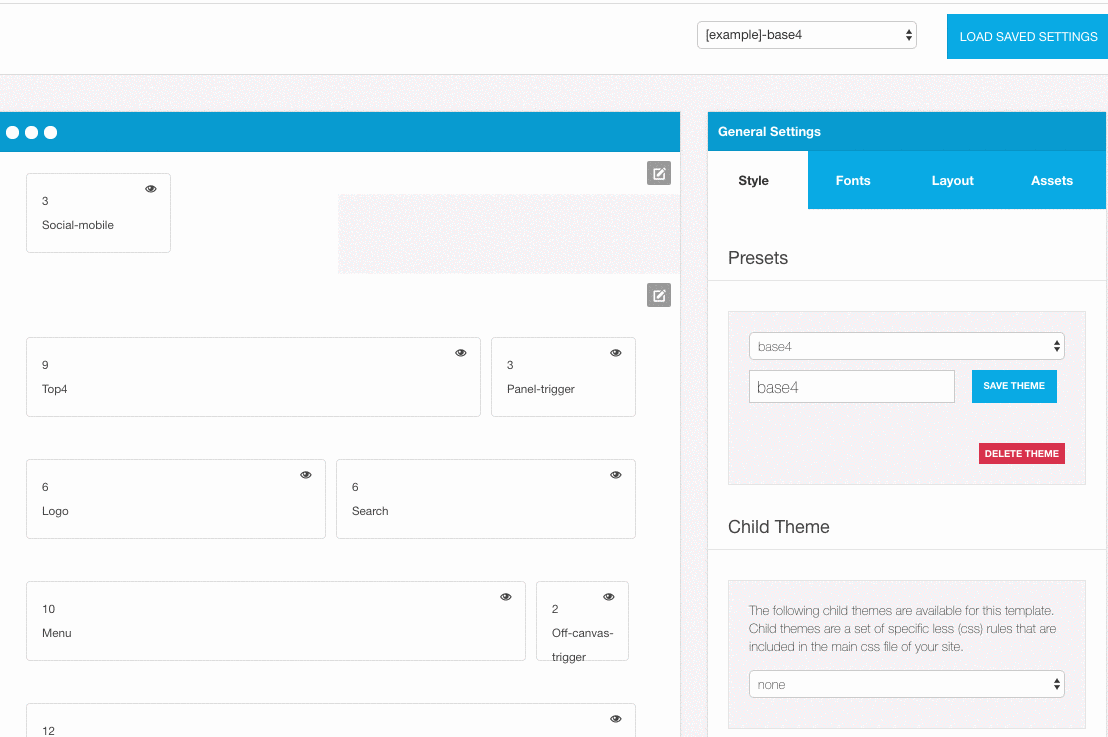 [example]-base4
LOAD SAVED SETTINGS
3
Social-mobile
9
Top4
3
Panel-trigger
6
Logo
6
Search
10
Menu
2
Off-canvas-
trigger
12
General Settings
Style
Fonts
Layout
Assets
Presets
base4
base4
SAVE THEME
DELETE THEME
Child Theme
The following child themes are available for this template.
Child themes are a set of specific less (css) rules that are
included in the main css file of your site.
none